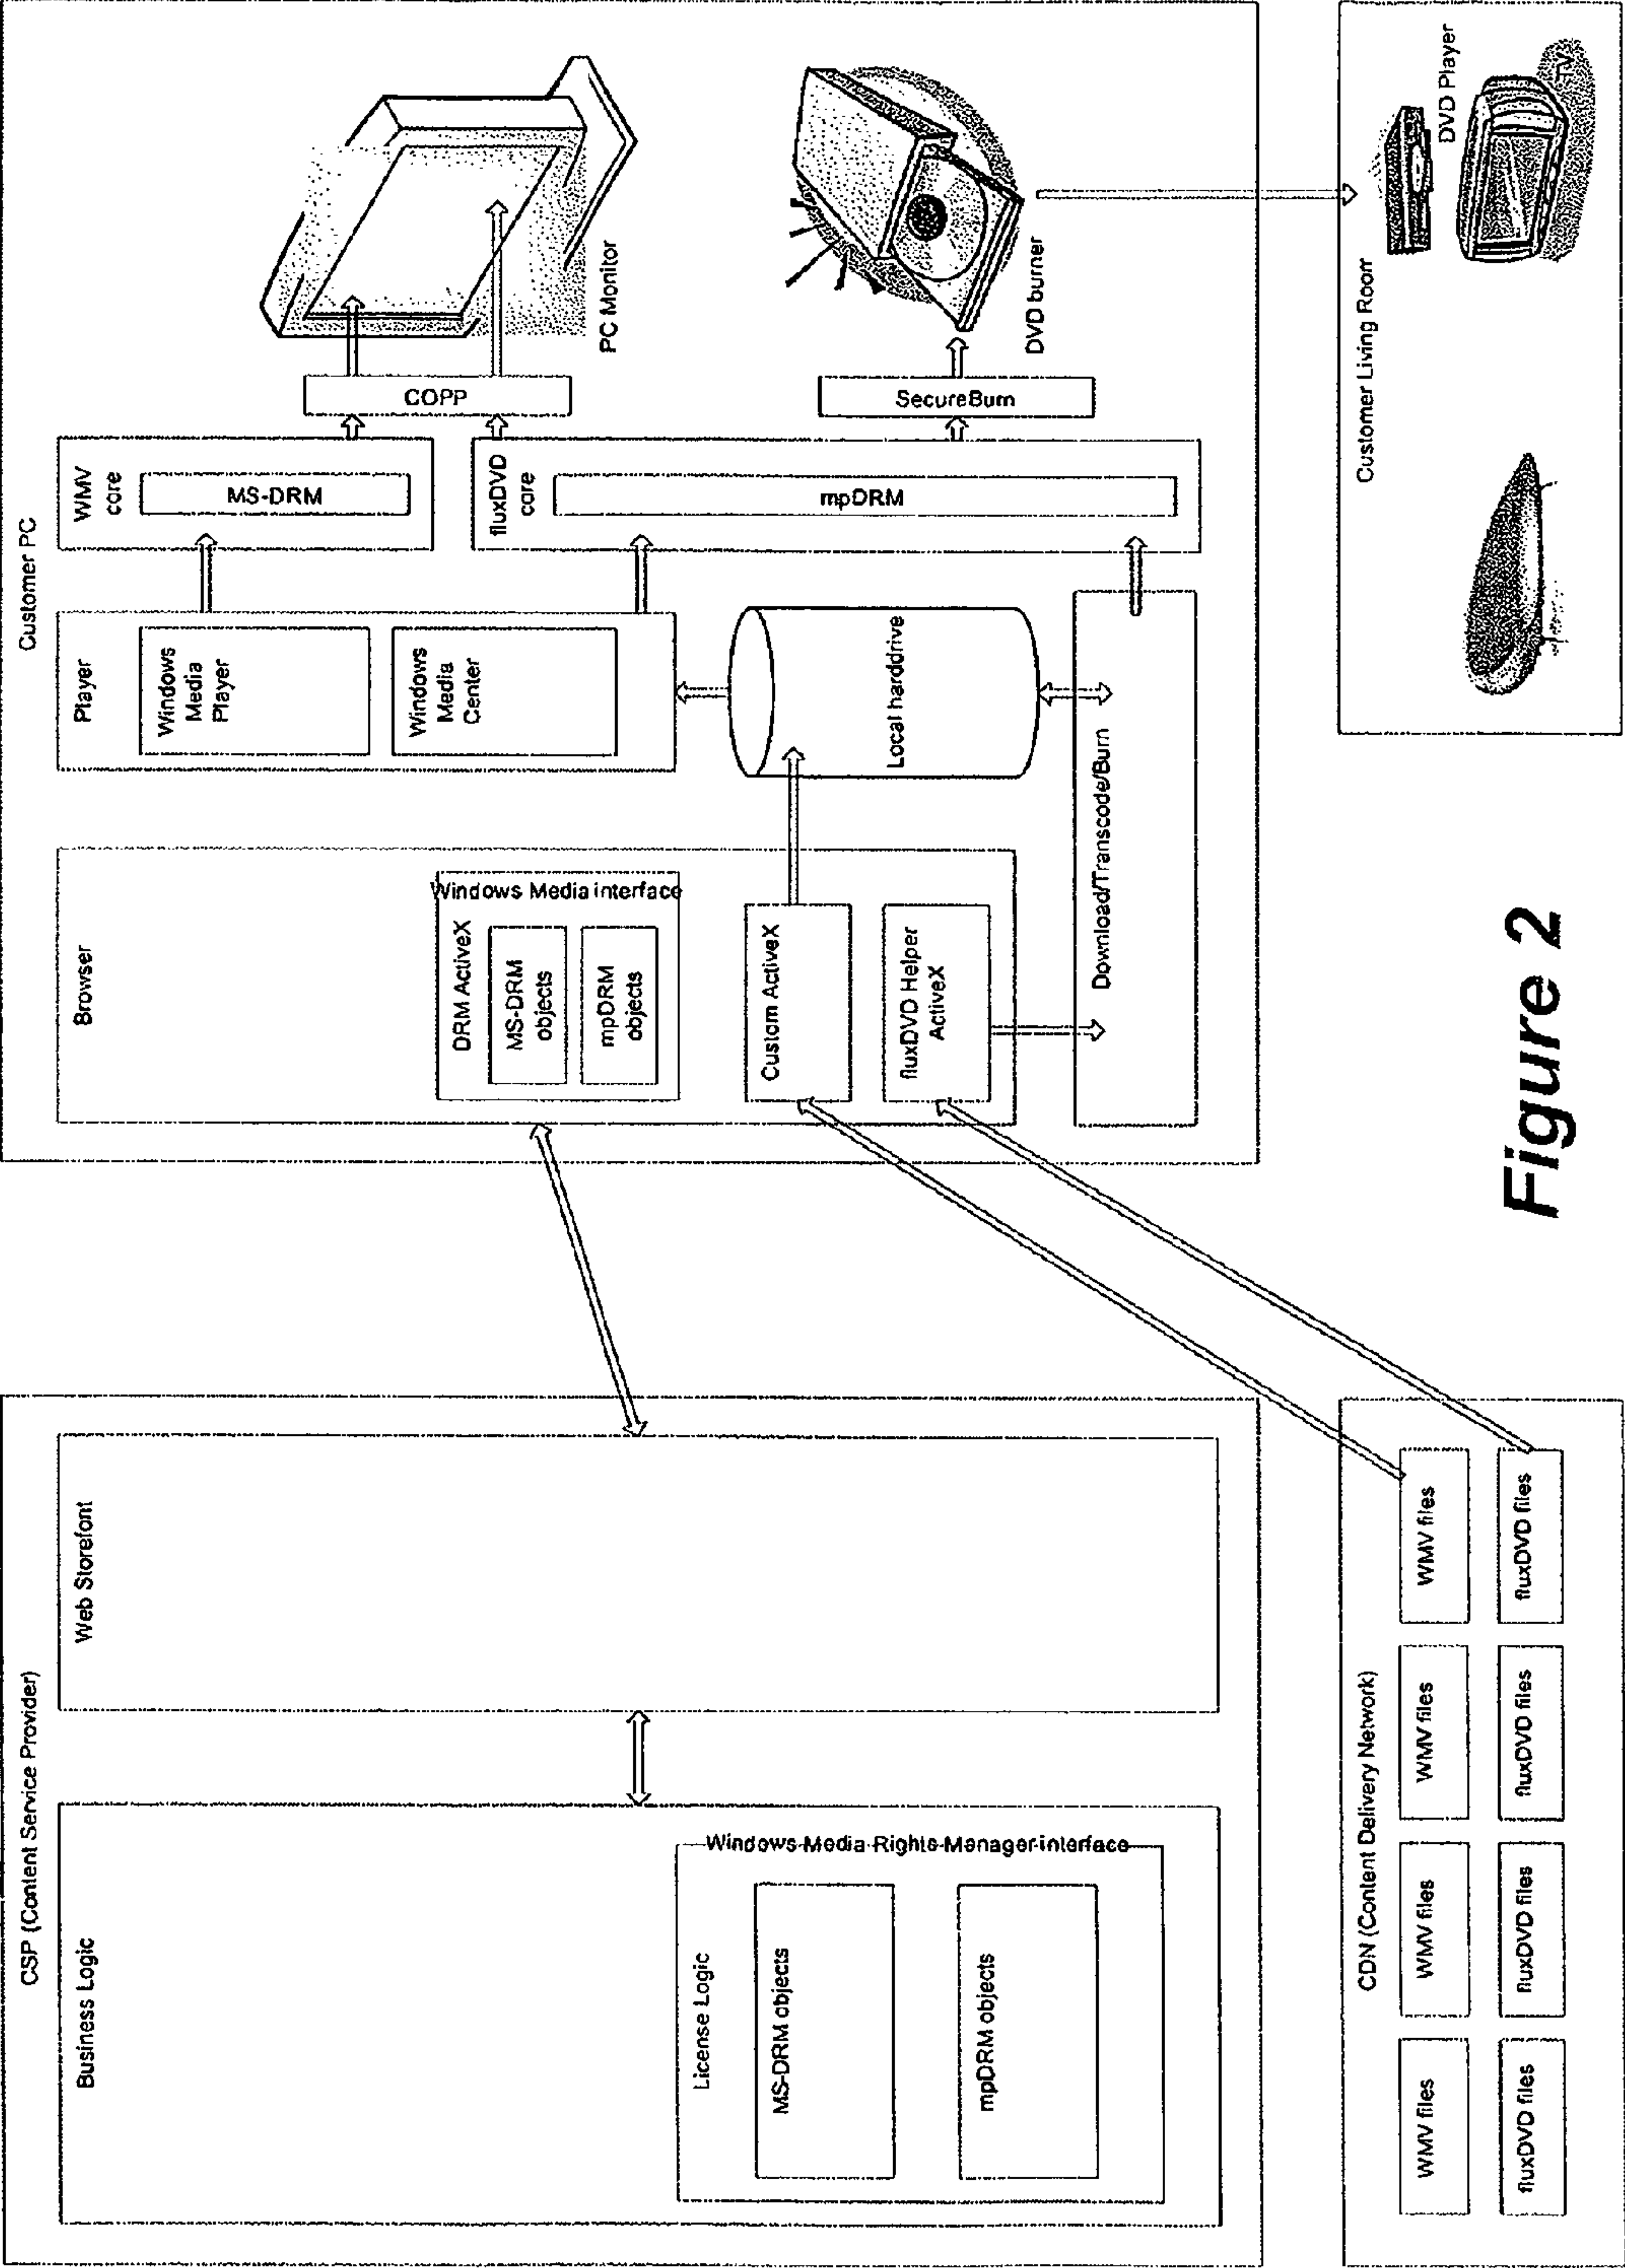 CSP (Content Service Provider)
Business Logic
Windows Media Rights Manager interface
License Logic
MS-DRM objects
mpDRM objects
Web Storefont
CDN (Content Delivery Network)
WMV files
WMV files
WMV files
WMV files
fluxDVD files
fluxDVD files
fluxDVD files
fluxDVD files
Customer PC
Browser
Windows Media interface
DRM ActiveX
MS-DRM
objects
mpDRM
objects
Custom ActiveX
fluxDVD Helper
ActiveX
Player
Windows
Media
Player
Windows
Media
Center
Local harddrive
Download/Transcode/Burn
WMV
core
MS-DRM
fluxDVD
core
mpDRM
COPP
SecureBurn
PC Monitor
DVD burner
Customer Living Room
DVD Player
TV
Figure 2